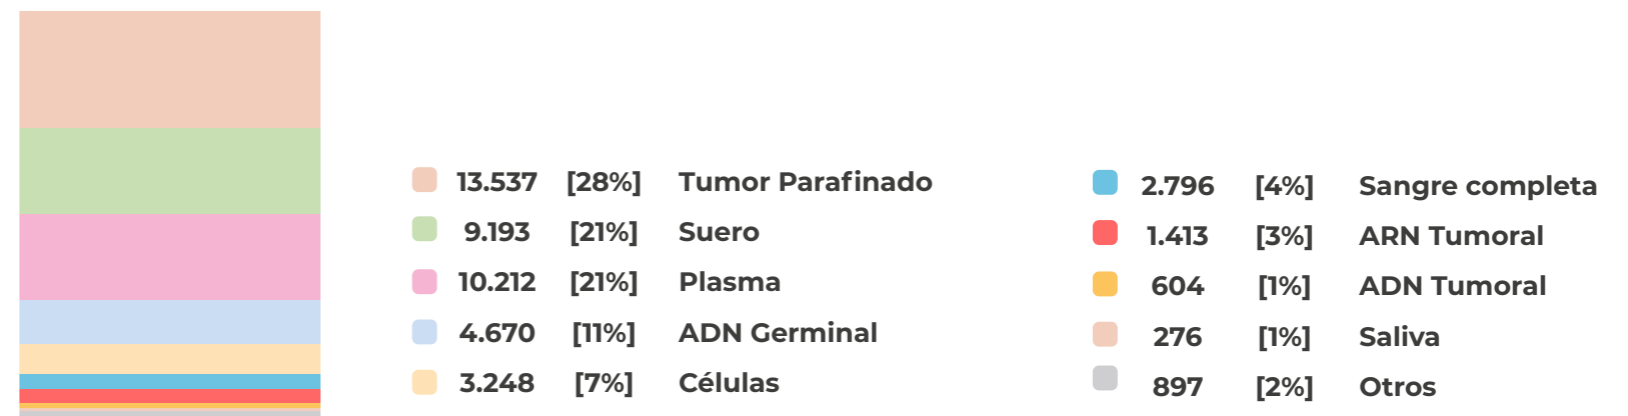 13.537 [28%] Tumor Parafinado
9.193 [21%] Suero
10.212 [21%] Plasma
4.670 [11%] ADN Germinal
3.248 [7%] Células
2.796 [4%] Sangre completa
1.413 [3%] ARN Tumoral
604 [1%] ADN Tumoral
276 [1%] Saliva
897 [2%] Otros